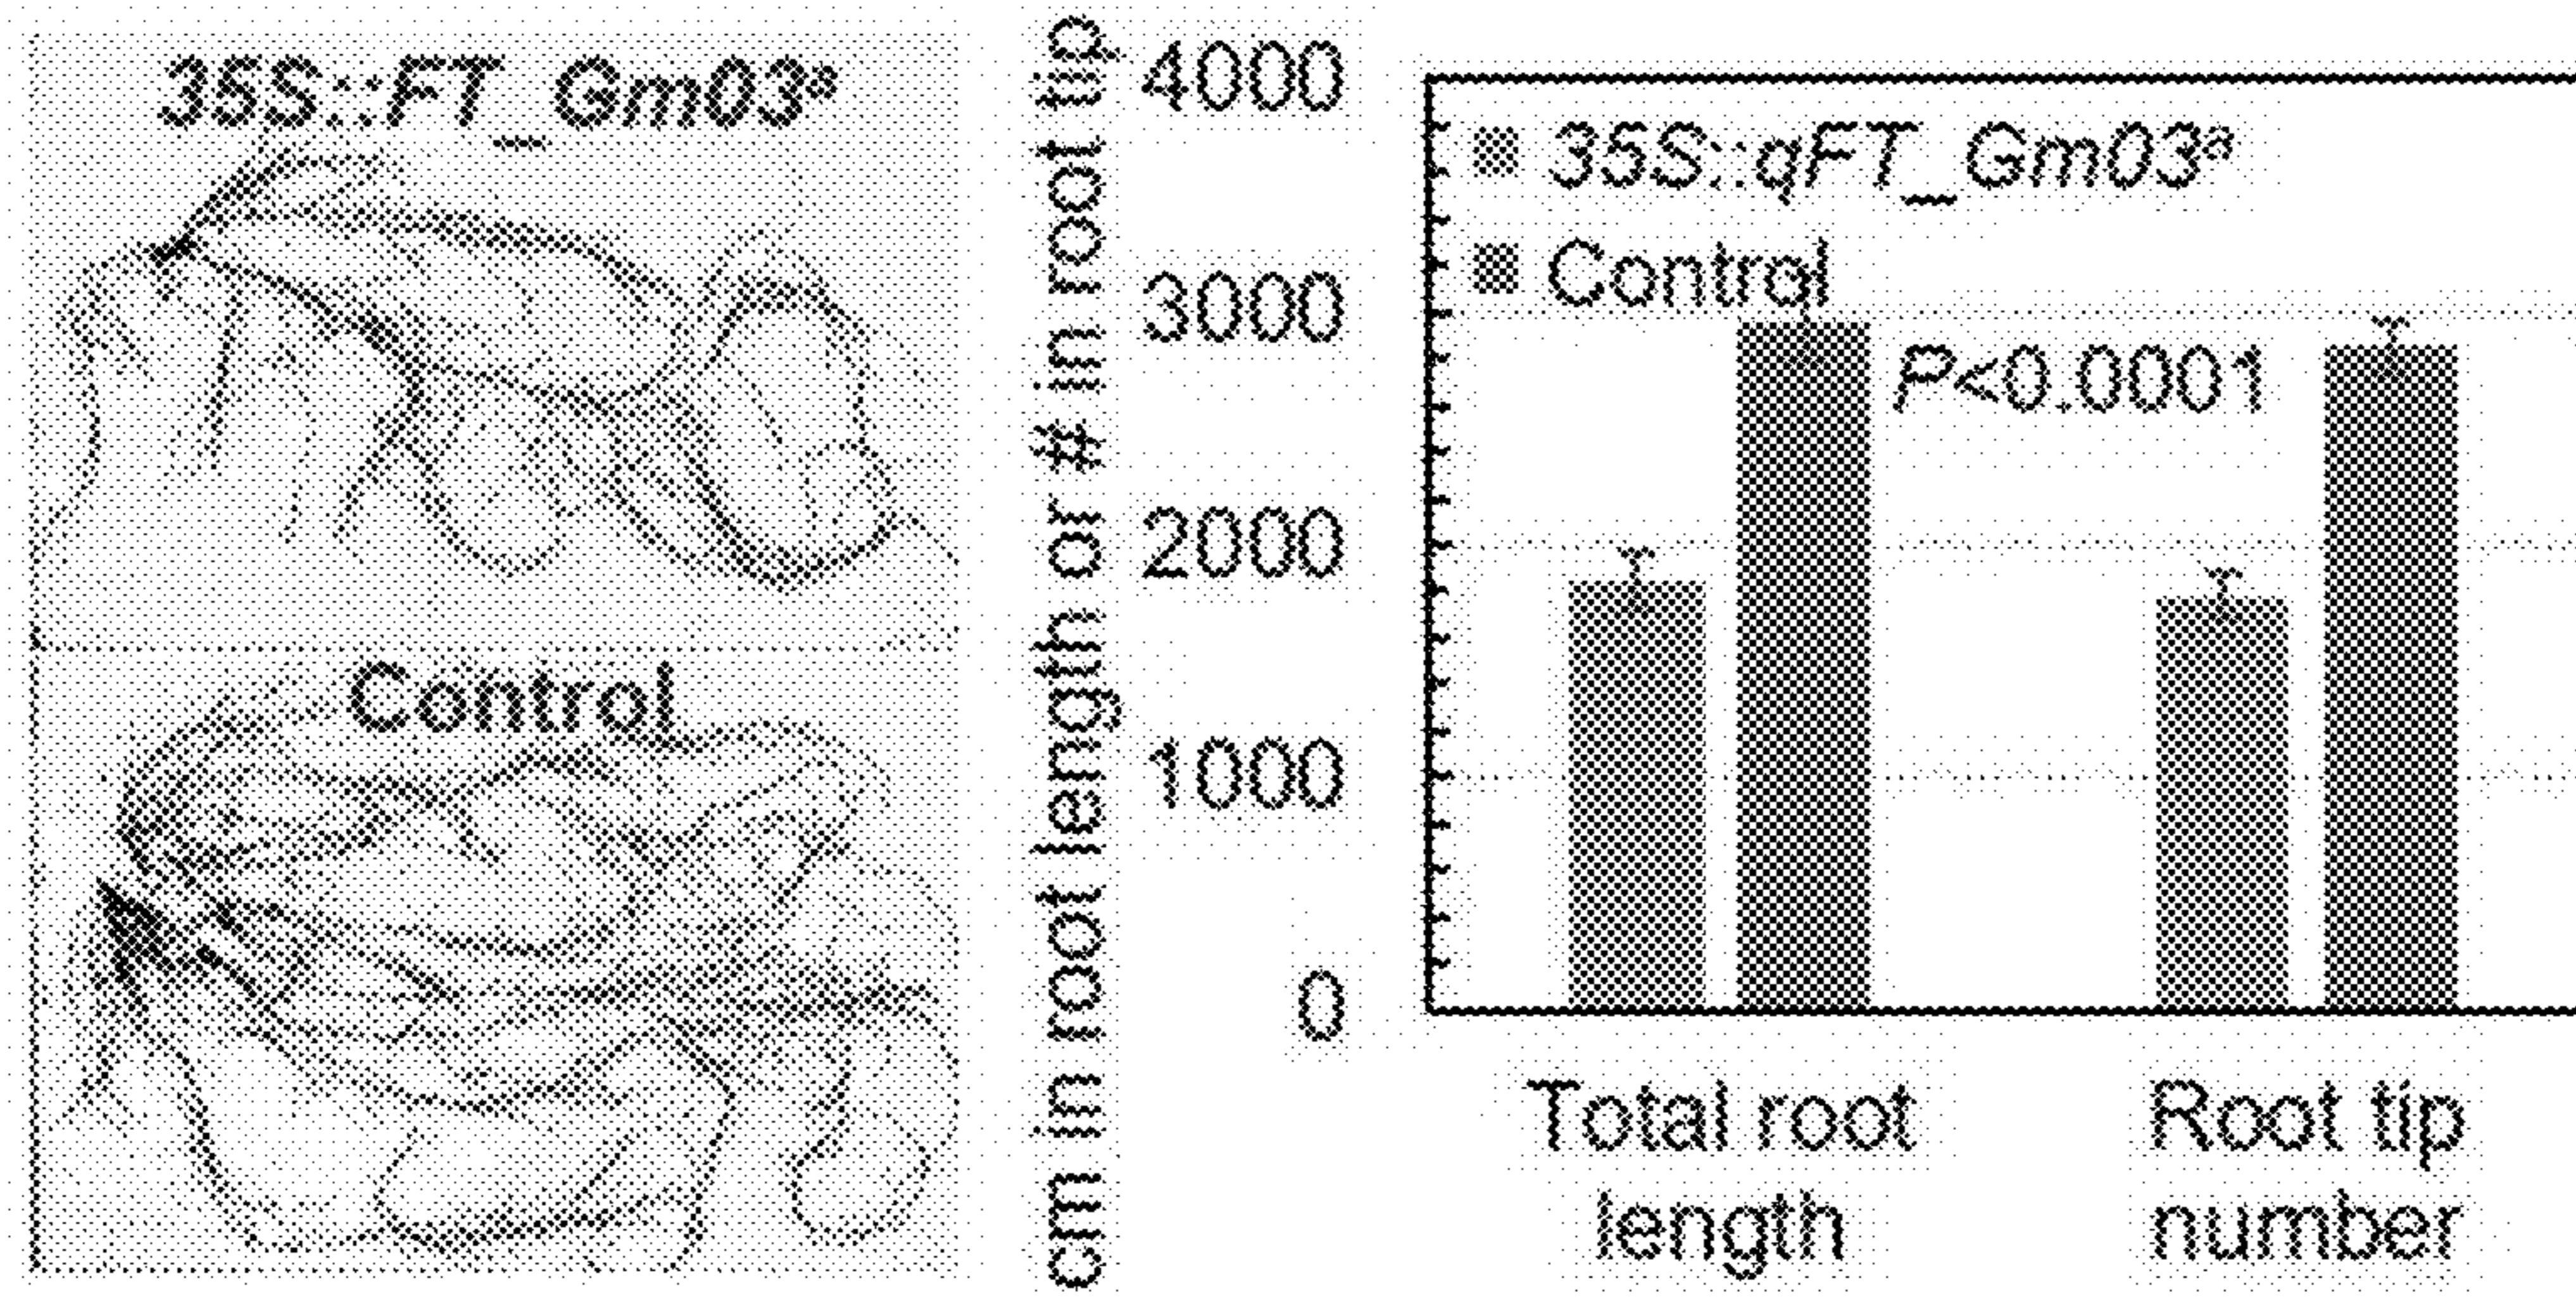 35S::FT_Gm03ᵃ
Control
cm in root length or # in root tip
4000
3000
2000
1000
0
35S::qFT_Gm03ᵃ
Control
P<0.0001
Total root
length
Root tip
number